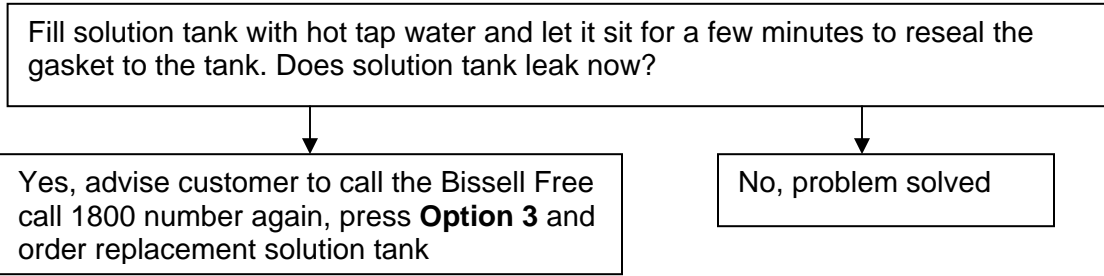 Fill solution tank with hot tap water and let it sit for a few minutes to reseal the
gasket to the tank. Does solution tank leak now?
Yes, advise customer to call the Bissell Free
call 1800 number again, press Option 3 and
order replacement solution tank
No, problem solved